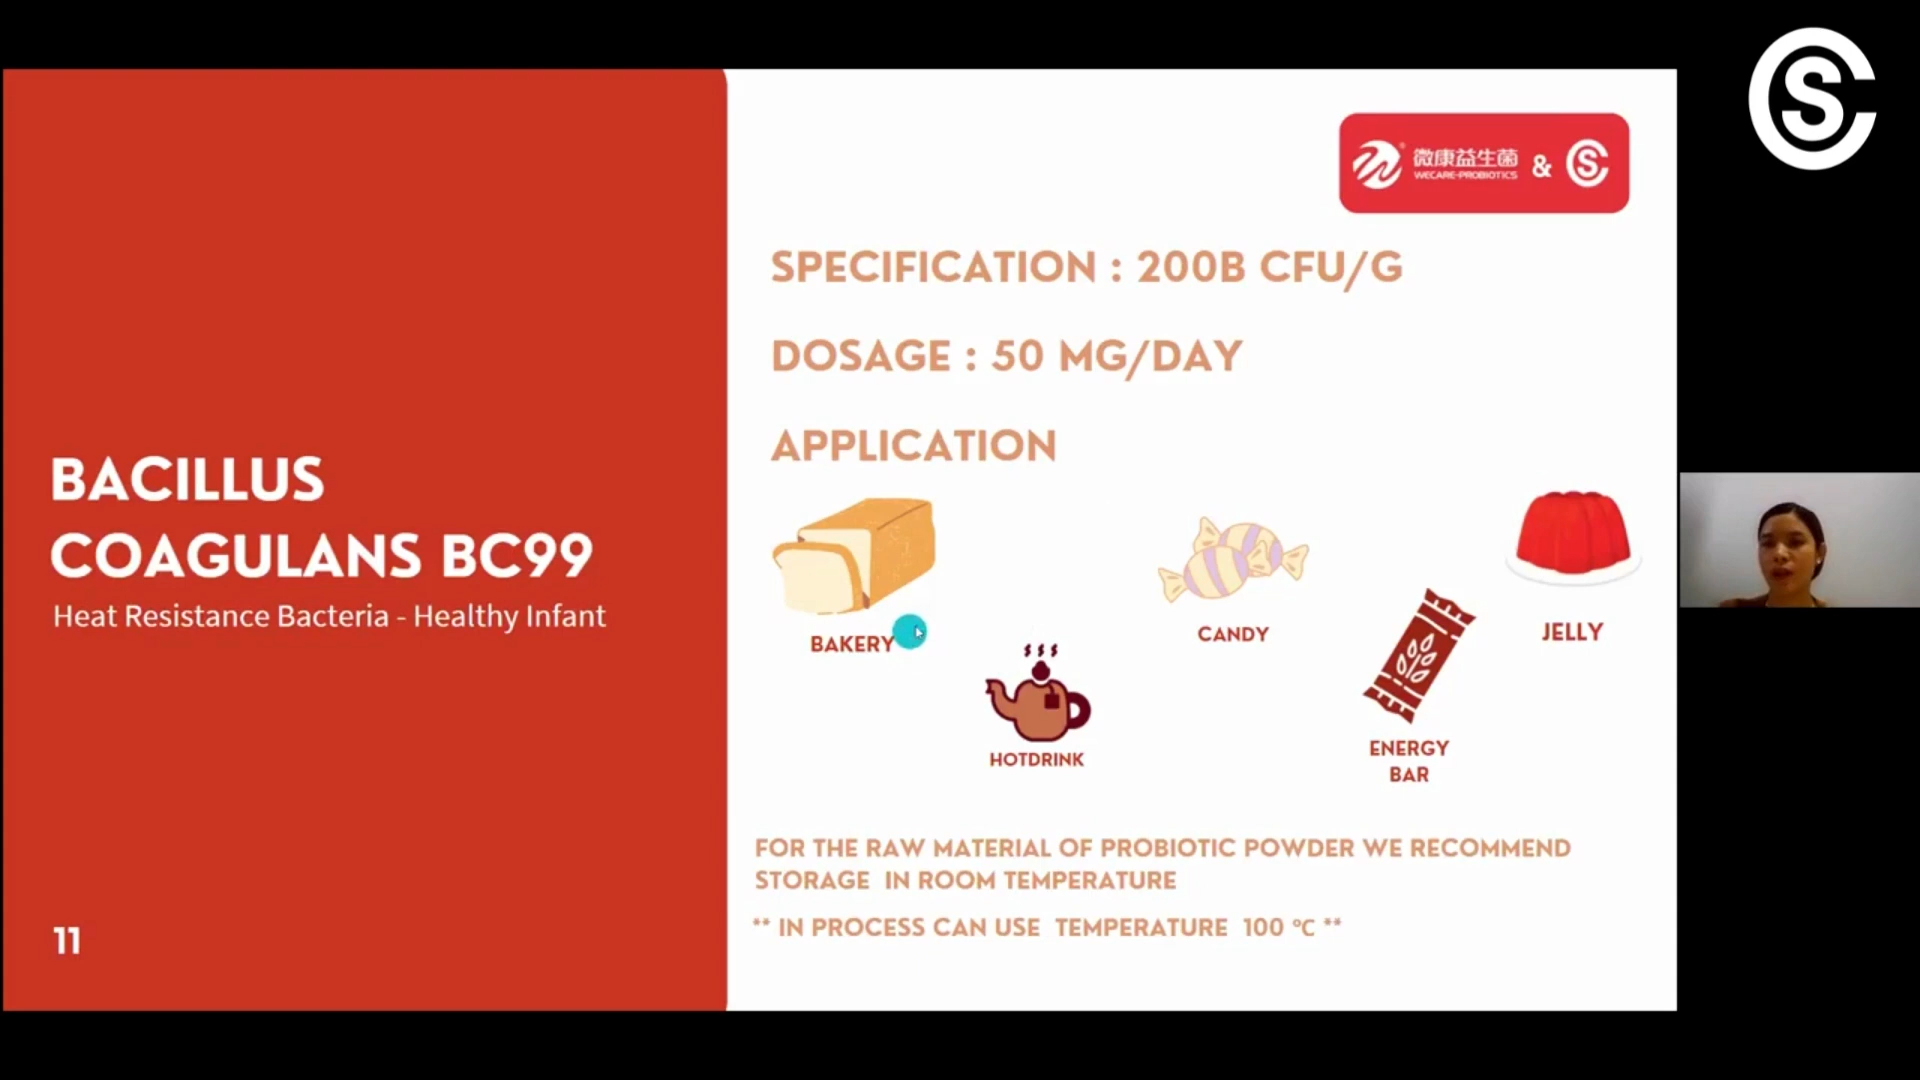 微康益生菌
WECARE-PROBIOTICS
&
SPECIFICATION : 200B CFU/G
DOSAGE : 50 MG/DAY
APPLICATION
BACILLUS
COAGULANS BC99
Heat Resistance Bacteria - Healthy Infant
BAKERY
HOTDRINK
CANDY
ENERGY
BAR
JELLY
FOR THE RAW MATERIAL OF PROBIOTIC POWDER WE RECOMMEND
STORAGE IN ROOM TEMPERATURE
** IN PROCESS CAN USE TEMPERATURE 100 °C **
11